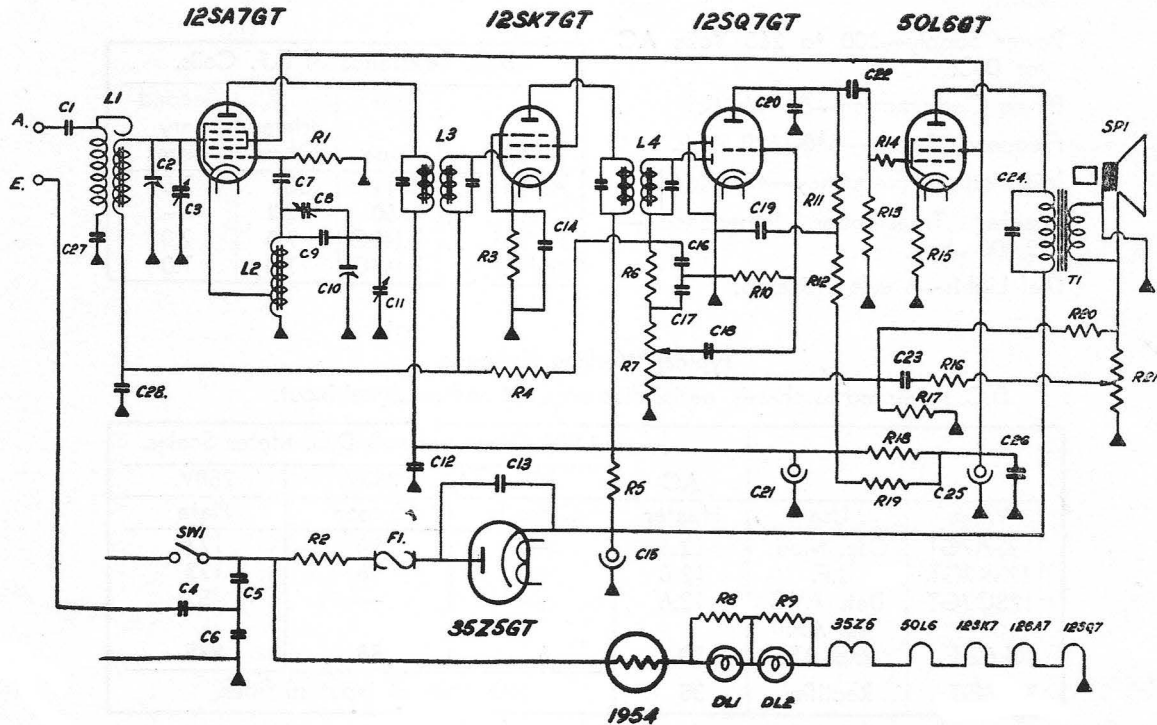 12SA7GT 12SK7GT 12SQ7GT 50L6GT
A. C1 L1
E.
C27
C28.
C2
C3
R1
C7
C8
C9
L2
C10
C11
L3
R3
C14
R4
L4
R6
C16
C17
R7
C18
C19
R10
C20
C22
R11
R12
R13
R14
R15
C24.
T1
SP1
R20
R21
C23
R16
R17
R18
R19
C21
C25
C26
C12
C13
R5
C15
SW1
R2
F1.
C4
C5
C6
35Z5GT
1954
R8
R9
DL1
DL2
35Z6 50L6 12SK7 12SA7 12SQ7